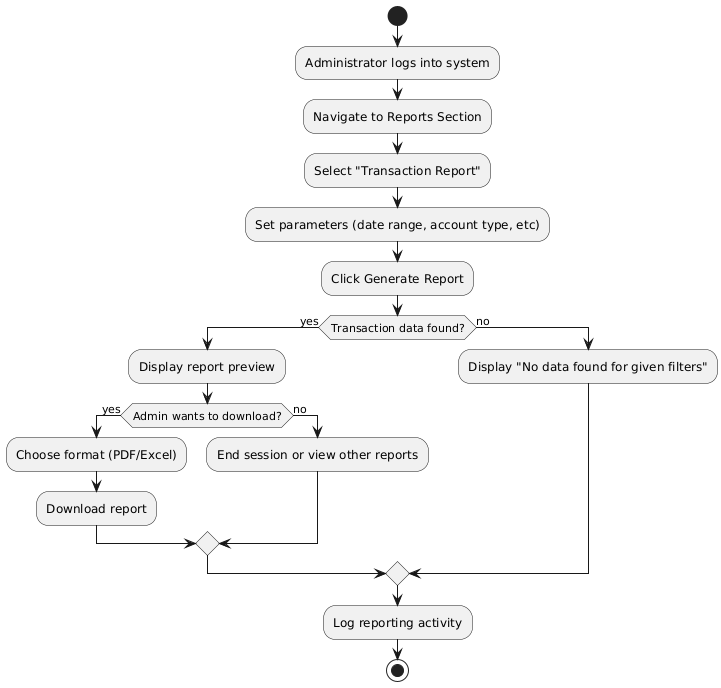 Administrator logs into system
Navigate to Reports Section
Select "Transaction Report"
Set parameters (date range, account type, etc)
Click Generate Report
yes
Transaction data found?
no
Display report preview
Display "No data found for given filters"
yes
Admin wants to download?
no
Choose format (PDF/Excel)
End session or view other reports
Download report
Log reporting activity